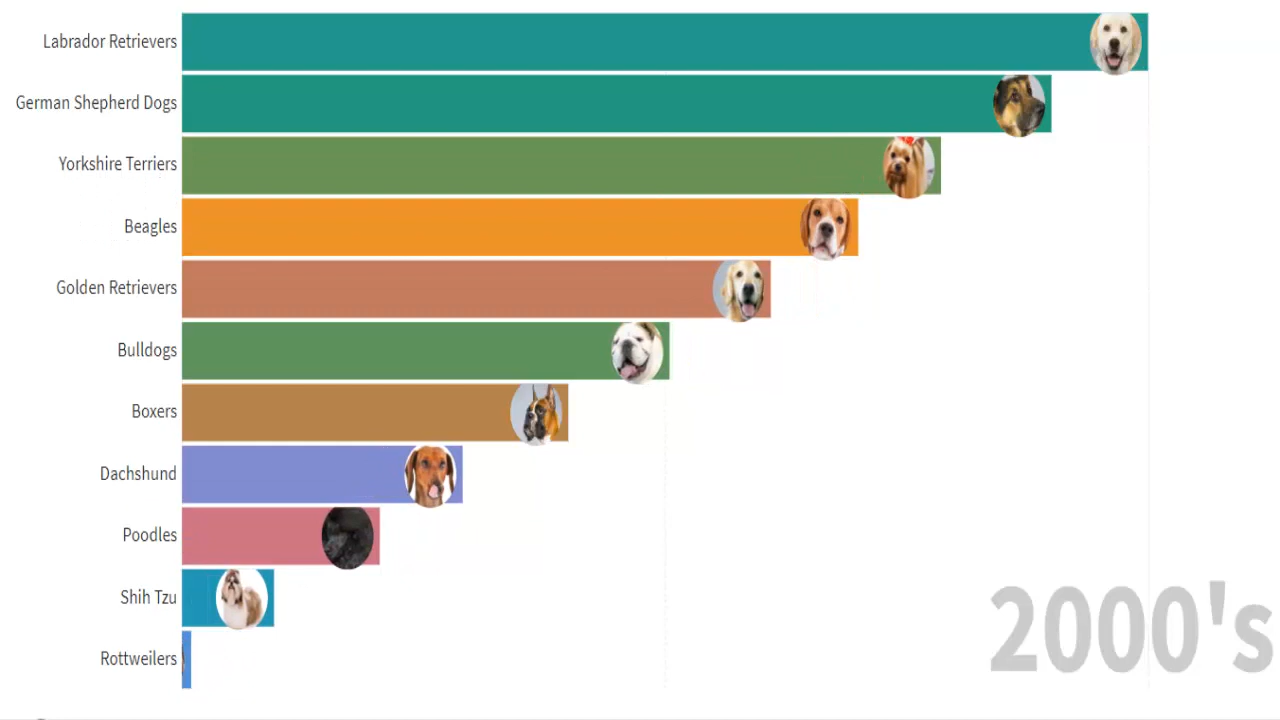 Labrador Retrievers
German Shepherd Dogs
Yorkshire Terriers
Beagles
Golden Retrievers
Bulldogs
Boxers
Dachshund
Poodles
Shih Tzu
Rottweilers
2000's